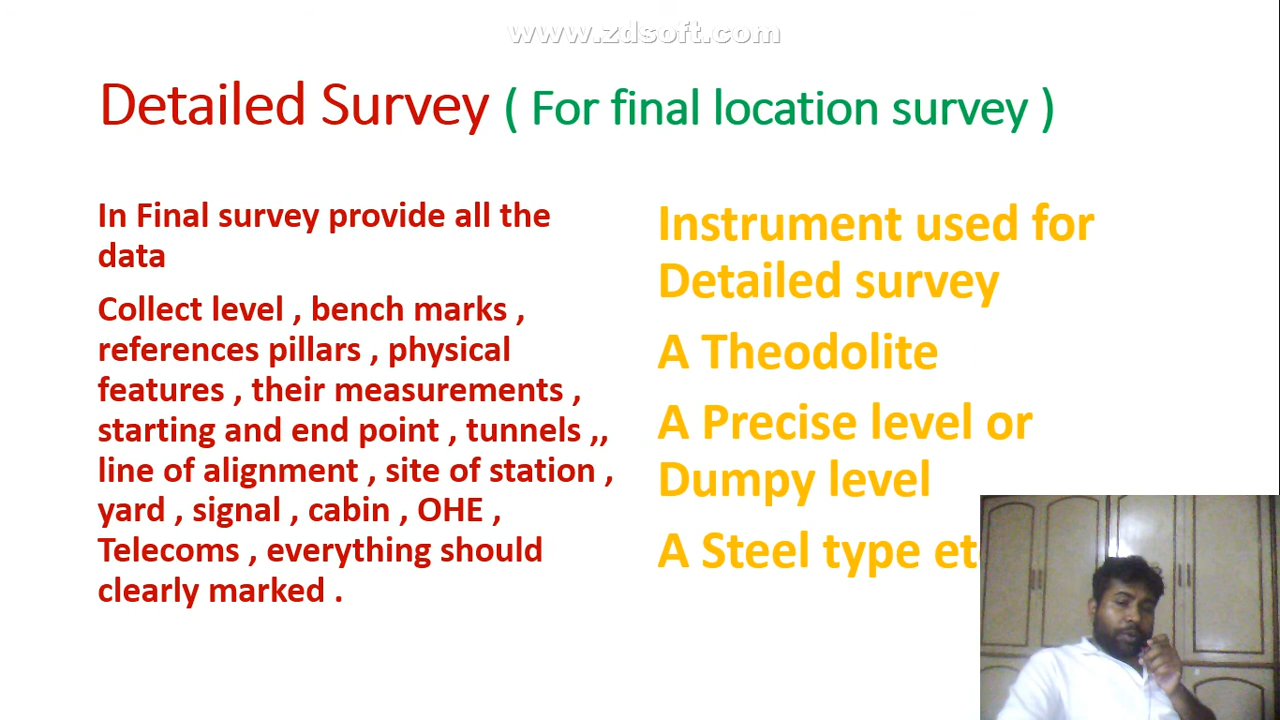 www.zdsoft.com
Detailed Survey ( For final location survey )
In Final survey provide all the
data
Collect level , bench marks ,
references pillars , physical
features , their measurements ,
starting and end point , tunnels ,,
line of alignment , site of station ,
yard , signal , cabin , OHE ,
Telecoms , everything should
clearly marked .
Instrument used for
Detailed survey
A Theodolite
A Precise level or
Dumpy level
A Steel type